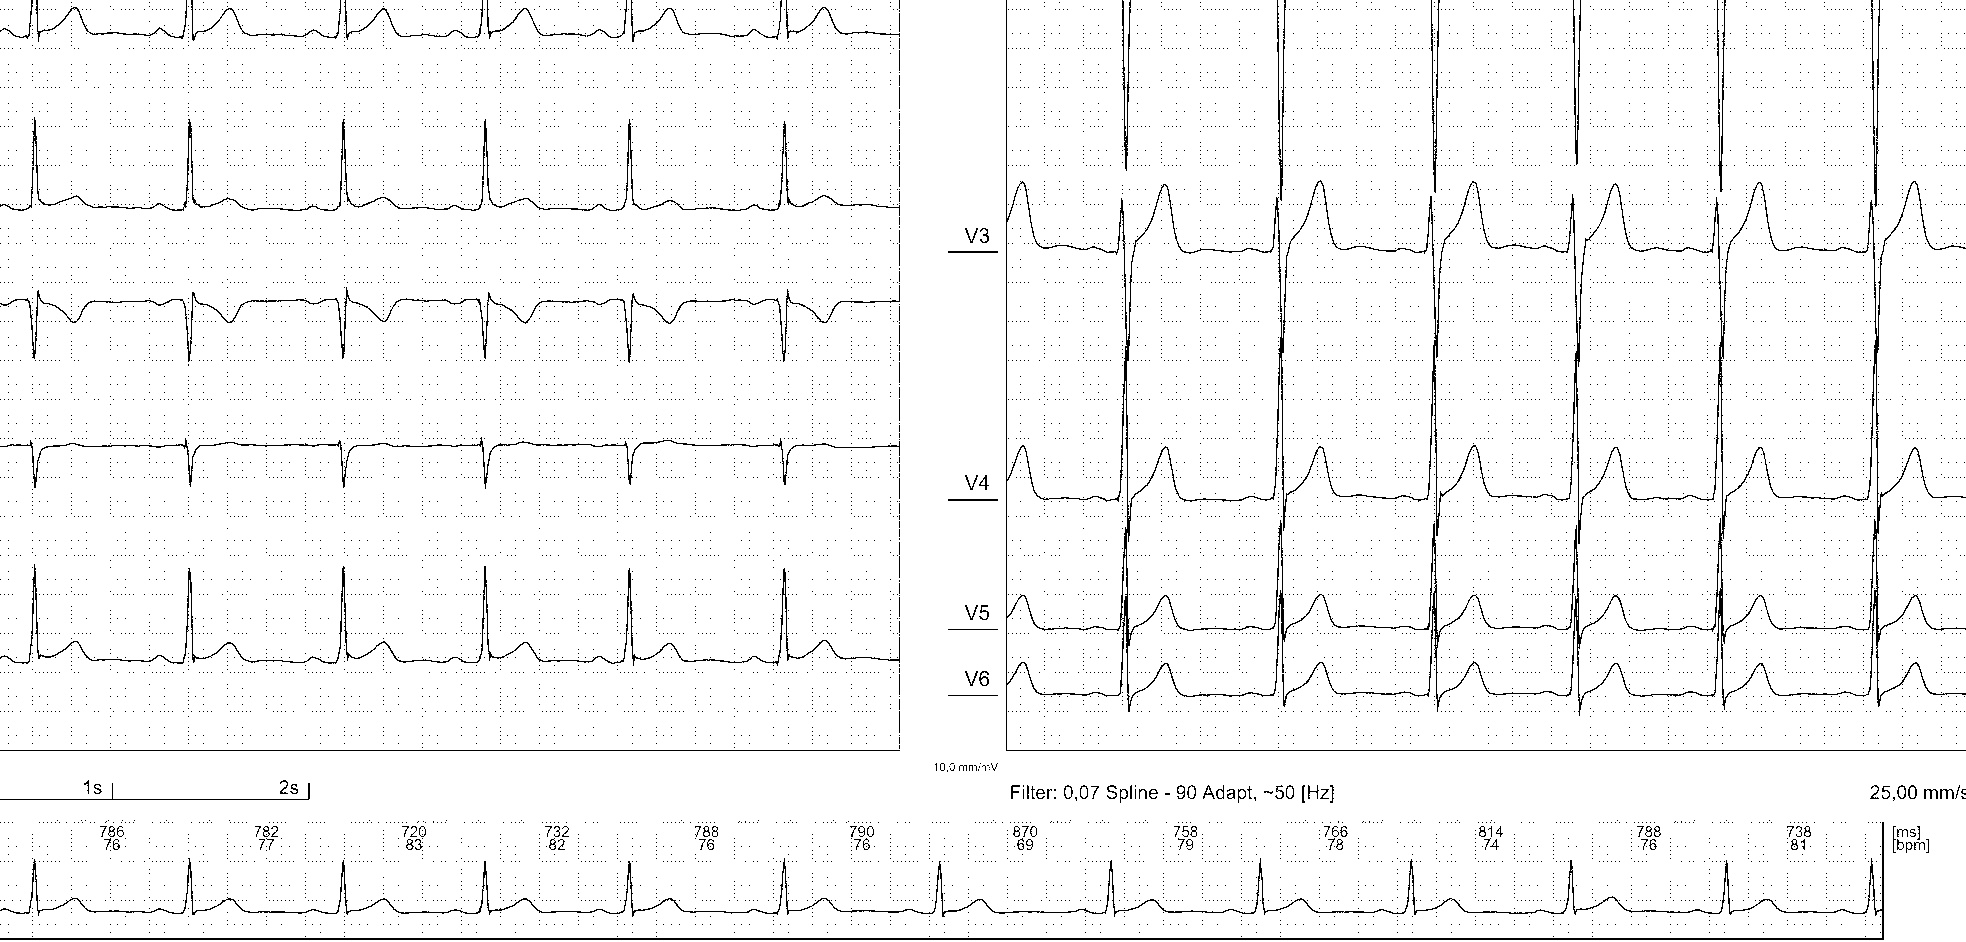 V3
V4
V5
V6
10,0 mm/mV
1s 2s
Filter: 0,07 Spline - 90 Adapt, ~50 [Hz] 25,00 mm/s
786 782 720 732 788 790 870 758 766 814 788 738 [ms]
76 77 83 82 76 76 69 79 78 74 76 81 [bpm]